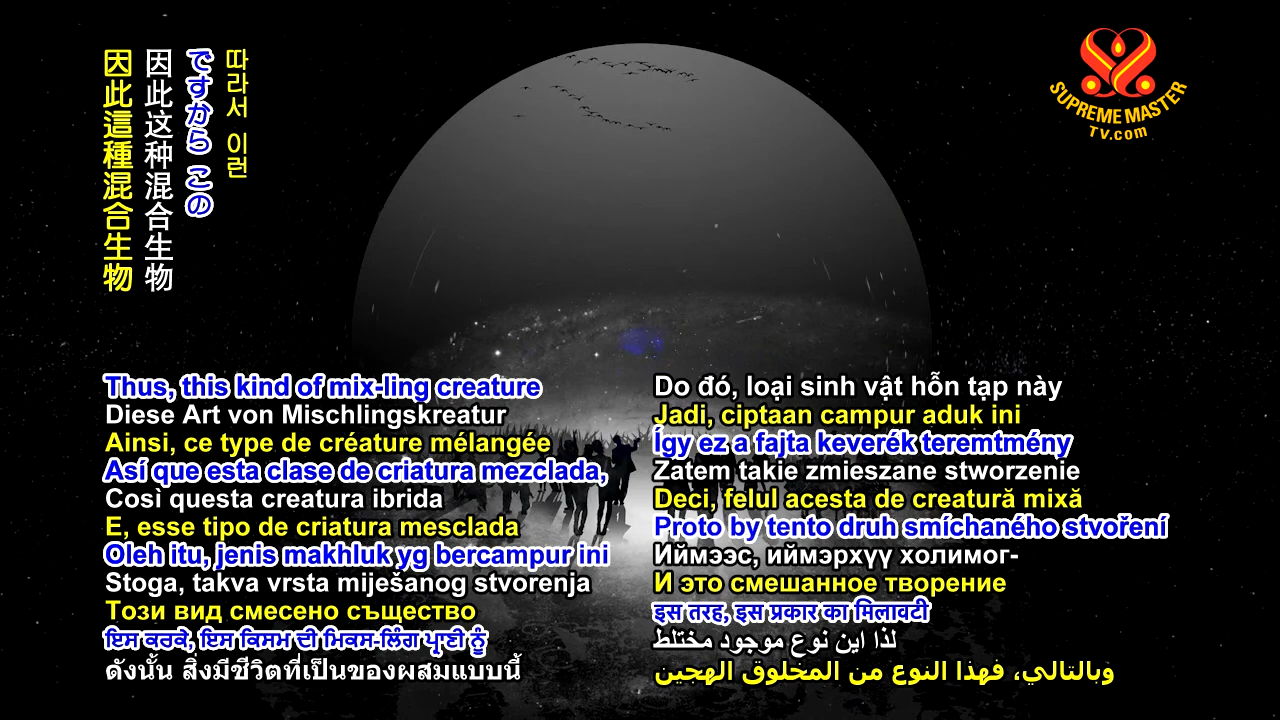 因此這種混合生物
因此这种混合生物
ですから この
따라서 이런
SUPREME MASTER
TV.com
Thus, this kind of mix-ling creature
Diese Art von Mischlingskreatur
Ainsi, ce type de créature mélangée
Así que esta clase de criatura mezclada,
Così questa creatura ibrida
E, esse tipo de criatura mesclada
Oleh itu, jenis makhluk yg bercampur ini
Stoga, takva vrsta miješanog stvorenja
Този вид смесено същество
ਇਸ ਕਰਕੇ, ਇਸ ਕਿਸਮ ਦੀ ਮਿਕਸ-ਲਿੰਗ ਪ੍ਰਾਣੀ ਨੂੰ
ดังนั้น สิ่งมีชีวิตที่เป็นของผสมแบบนี้
Do đó, loại sinh vật hỗn tạp này
Jadi, ciptaan campur aduk ini
Így ez a fajta keverék teremtmény
Zatem takie zmieszane stworzenie
Deci, felul acesta de creatură mixă
Proto by tento druh smíchaného stvoření
Иймээс, иймэрхүү холимог-
И это смешанное творение
इस तरह, इस प्रकार का मिलावटी
لذا این نوع موجود مختلط
وبالتالي، فهذا النوع من المخلوق الهجين